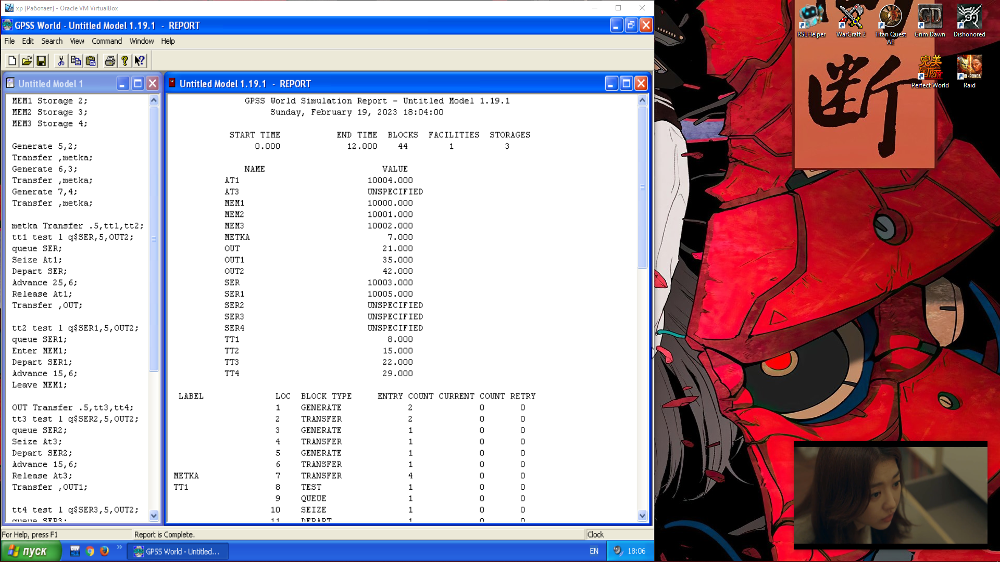 xp [Работает] - Oracle VM VirtualBox
GPSS World - Untitled Model 1.19.1 - REPORT
File Edit Search View Command Window Help
Untitled Model 1
MEM1 Storage 2;
MEM2 Storage 3;
MEM3 Storage 4;
Generate 5,2;
Transfer ,metka;
Generate 6,3;
Transfer ,metka;
Generate 7,4;
Transfer ,metka;
metka Transfer .5,tt1,tt2;
tt1 test l q$SER,5,OUT2;
queue SER;
Seize At1;
Depart SER;
Advance 25,6;
Release At1;
Transfer ,OUT;
tt2 test l q$SER1,5,OUT2;
queue SER1;
Enter MEM1;
Depart SER1;
Advance 15,6;
Leave MEM1;
OUT Transfer .5,tt3,tt4;
tt3 test l q$SER2,5,OUT2;
queue SER2;
Seize At3;
Depart SER2;
Advance 15,6;
Release At3;
Transfer ,OUT1;
tt4 test l q$SER3,5,OUT2;
queue SER3;
Untitled Model 1.19.1 - REPORT
GPSS World Simulation Report - Untitled Model 1.19.1
Sunday, February 19, 2023 18:04:00
START TIME END TIME BLOCKS FACILITIES STORAGES
0.000 12.000 44 1 3
NAME VALUE
AT1 10004.000
AT3 UNSPECIFIED
MEM1 10000.000
MEM2 10001.000
MEM3 10002.000
METKA 7.000
OUT 21.000
OUT1 35.000
OUT2 42.000
SER 10003.000
SER1 10005.000
SER2 UNSPECIFIED
SER3 UNSPECIFIED
SER4 UNSPECIFIED
TT1 8.000
TT2 15.000
TT3 22.000
TT4 29.000
LABEL LOC BLOCK TYPE ENTRY COUNT CURRENT COUNT RETRY
1 GENERATE 2 0 0
2 TRANSFER 2 0 0
3 GENERATE 1 0 0
4 TRANSFER 1 0 0
5 GENERATE 1 0 0
6 TRANSFER 1 0 0
METKA 7 TRANSFER 4 0 0
TT1 8 TEST 1 0 0
9 QUEUE 1 0 0
10 SEIZE 1 0 0
11 DEPART 1 0 0
For Help, press F1
Report is Complete.
Clock
пуск
GPSS World - Untitled...
EN
18:06
RSLHelper
WarCraft 2
Titan Quest AE
GD
Grim Dawn
Dishonored
断
完美
国际
Perfect World
Raid